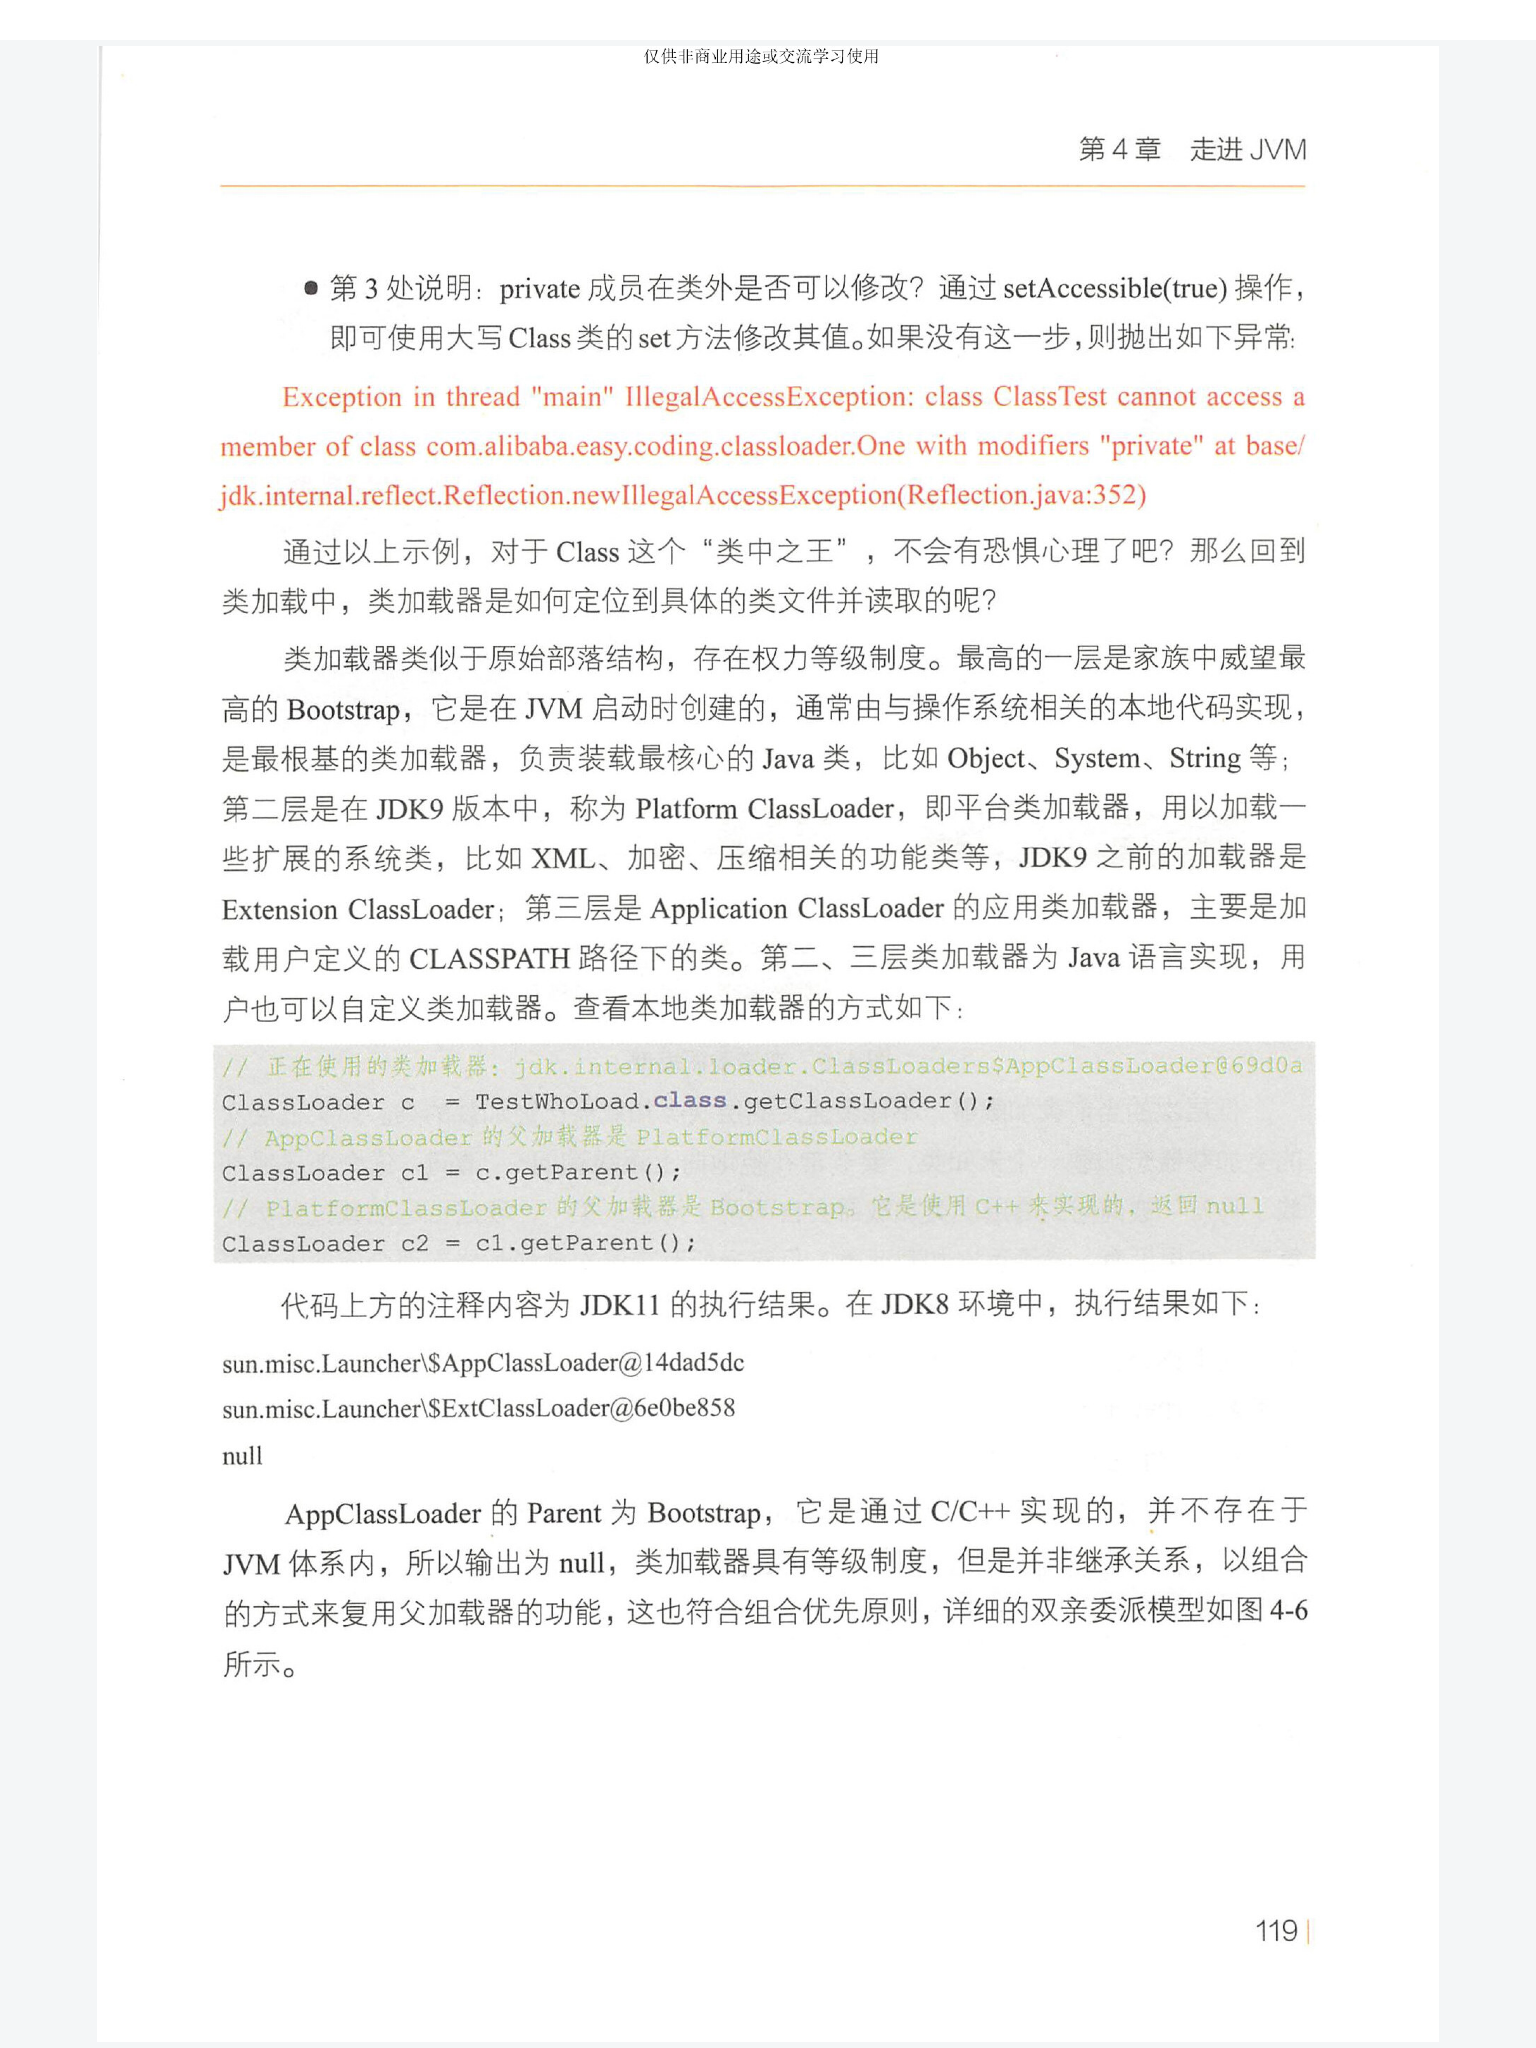 仅供非商业用途或交流学习使用
第 4 章　走进 JVM
● 第 3 处说明：private 成员在类外是否可以修改？通过 setAccessible(true) 操作，
即可使用大写 Class 类的 set 方法修改其值。如果没有这一步，则抛出如下异常：
Exception in thread "main" IllegalAccessException: class ClassTest cannot access a
member of class com.alibaba.easy.coding.classloader.One with modifiers "private" at base/
jdk.internal.reflect.Reflection.newIllegalAccessException(Reflection.java:352)
通过以上示例，对于 Class 这个“类中之王”，不会有恐惧心理了吧？那么回到
类加载中，类加载器是如何定位到具体的类文件并读取的呢？
类加载器类似于原始部落结构，存在权力等级制度。最高的一层是家族中威望最
高的 Bootstrap，它是在 JVM 启动时创建的，通常由与操作系统相关的本地代码实现，
是最根基的类加载器，负责装载最核心的 Java 类，比如 Object、System、String 等；
第二层是在 JDK9 版本中，称为 Platform ClassLoader，即平台类加载器，用以加载一
些扩展的系统类，比如 XML、加密、压缩相关的功能类等，JDK9 之前的加载器是
Extension ClassLoader；第三层是 Application ClassLoader 的应用类加载器，主要是加
载用户定义的 CLASSPATH 路径下的类。第二、三层类加载器为 Java 语言实现，用
户也可以自定义类加载器。查看本地类加载器的方式如下：
// 正在使用的类加载器：jdk.internal.loader.ClassLoaders$AppClassLoader@69d0a
ClassLoader c  = TestWhoLoad.class.getClassLoader();
// AppClassLoader 的父加载器是 PlatformClassLoader
ClassLoader c1 = c.getParent();
// PlatformClassLoader 的父加载器是 Bootstrap。它是使用 C++ 来实现的，返回 null
ClassLoader c2 = c1.getParent();
代码上方的注释内容为 JDK11 的执行结果。在 JDK8 环境中，执行结果如下：
sun.misc.Launcher\$AppClassLoader@14dad5dc
sun.misc.Launcher\$ExtClassLoader@6e0be858
null
AppClassLoader 的 Parent 为 Bootstrap，它是通过 C/C++ 实现的，并不存在于
JVM 体系内，所以输出为 null，类加载器具有等级制度，但是并非继承关系，以组合
的方式来复用父加载器的功能，这也符合组合优先原则，详细的双亲委派模型如图 4-6
所示。
119